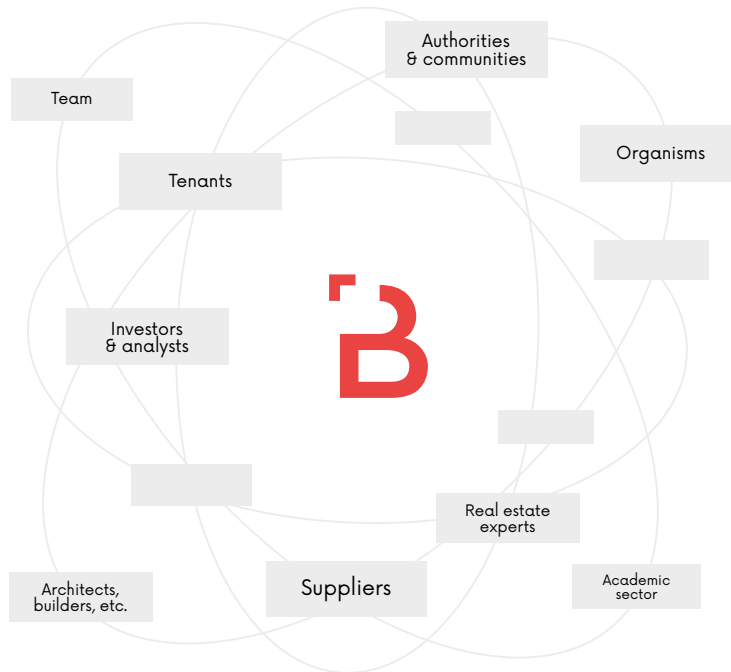 Authorities
& communities
Team
Organisms
Tenants
Investors
& analysts
Real estate
experts
Suppliers
Architects,
builders, etc.
Academic
sector